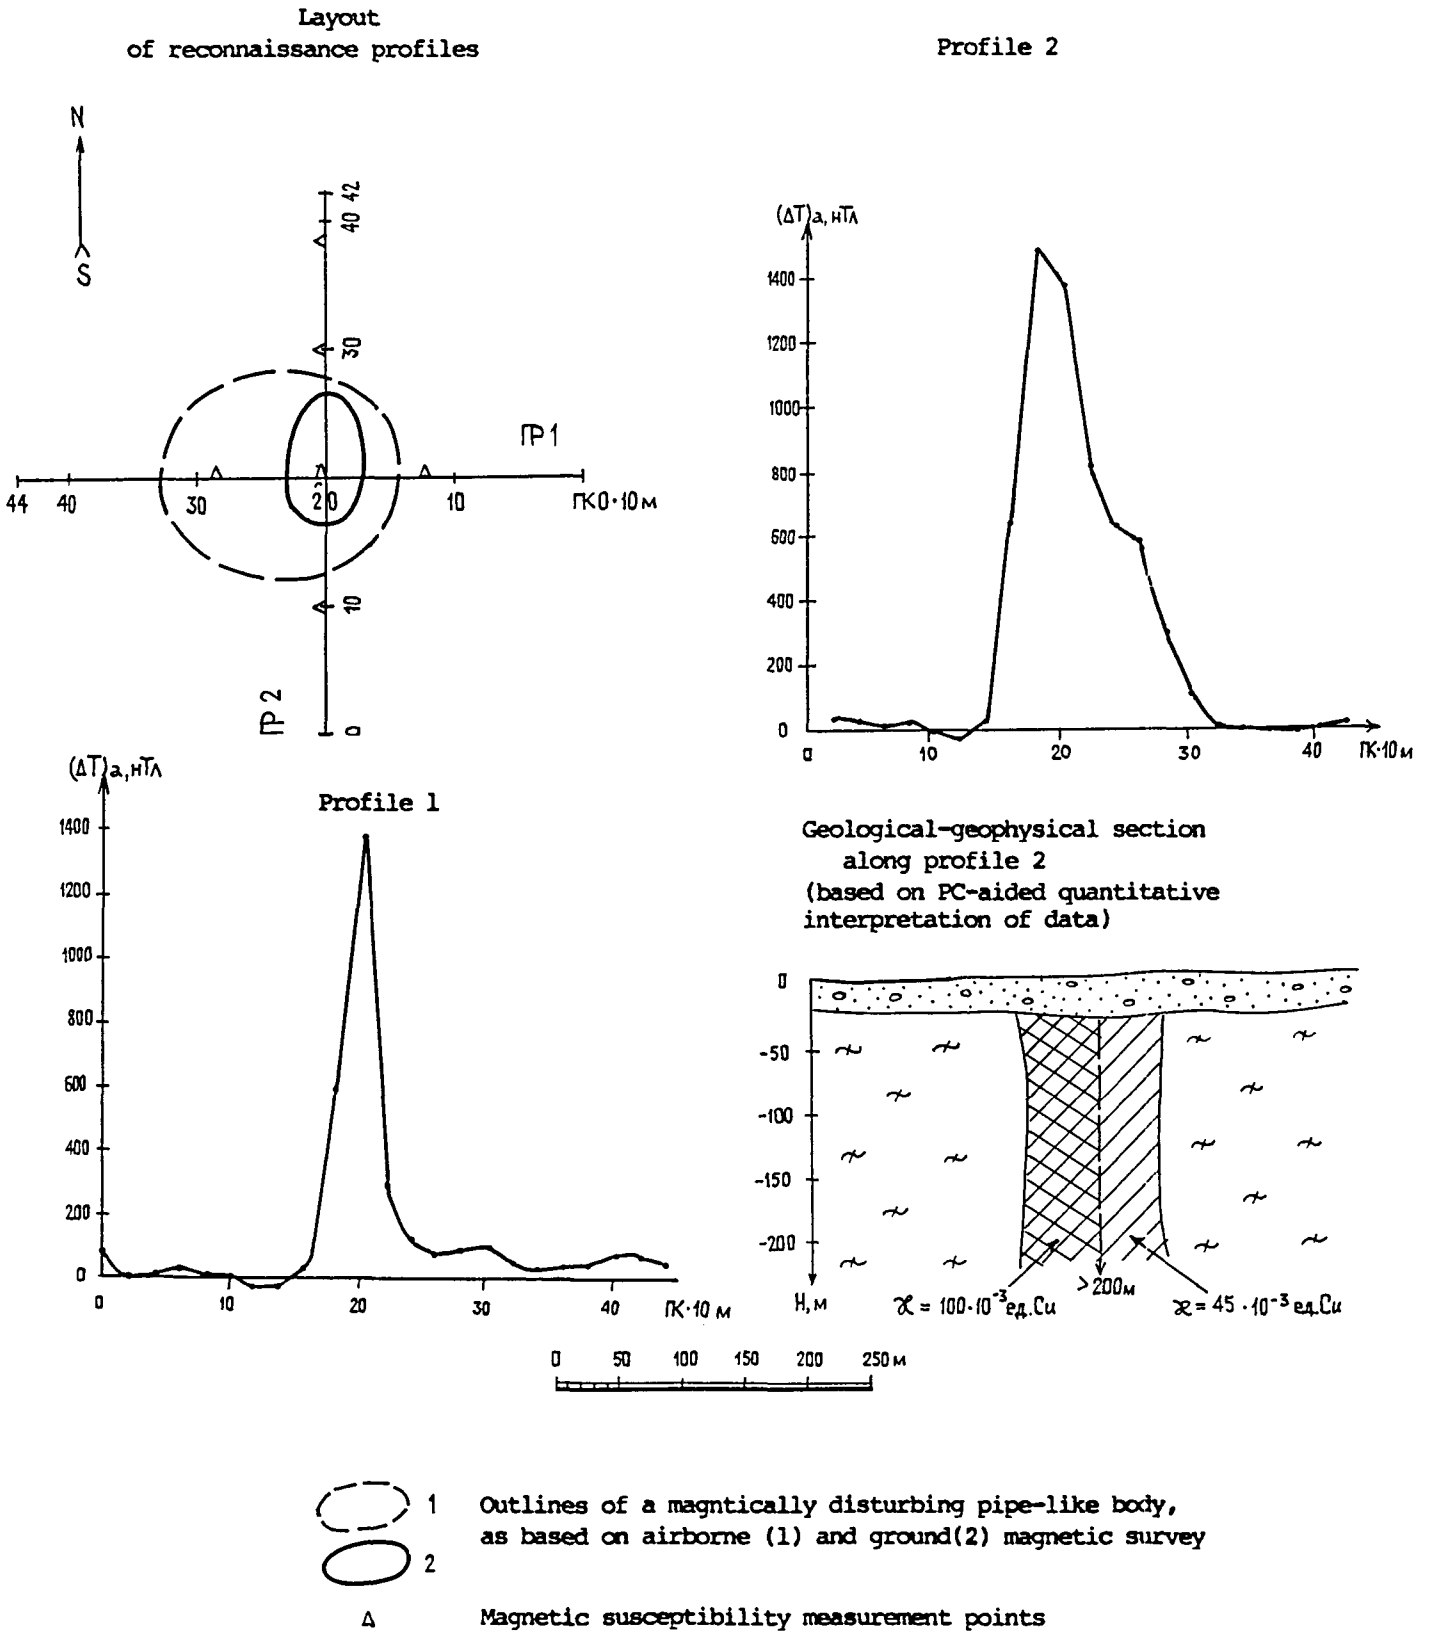 Layout
of reconnaissance profiles
N
S
42
40
30
ПР1
44 40 30 20 10 ПК0·10м
10
ПР2
0
Profile 2
(ΔT)a, нТл
1400
1200
1000
800
600
400
200
0
0 10 20 30 40 ПК·10м
(ΔT)a, нТл
Profile 1
1400
1200
1000
800
600
400
200
0
0 10 20 30 40 ПК·10 м
Geological-geophysical section
along profile 2
(based on PC-aided quantitative
interpretation of data)
0
-50
-100
-150
-200
H, м
>200м
æ = 100·10⁻³ ед.Си
æ = 45·10⁻³ ед.Си
0 50 100 150 200 250 м
1 Outlines of a magntically disturbing pipe-like body,
as based on airborne (1) and ground(2) magnetic survey
2
Δ Magnetic susceptibility measurement points